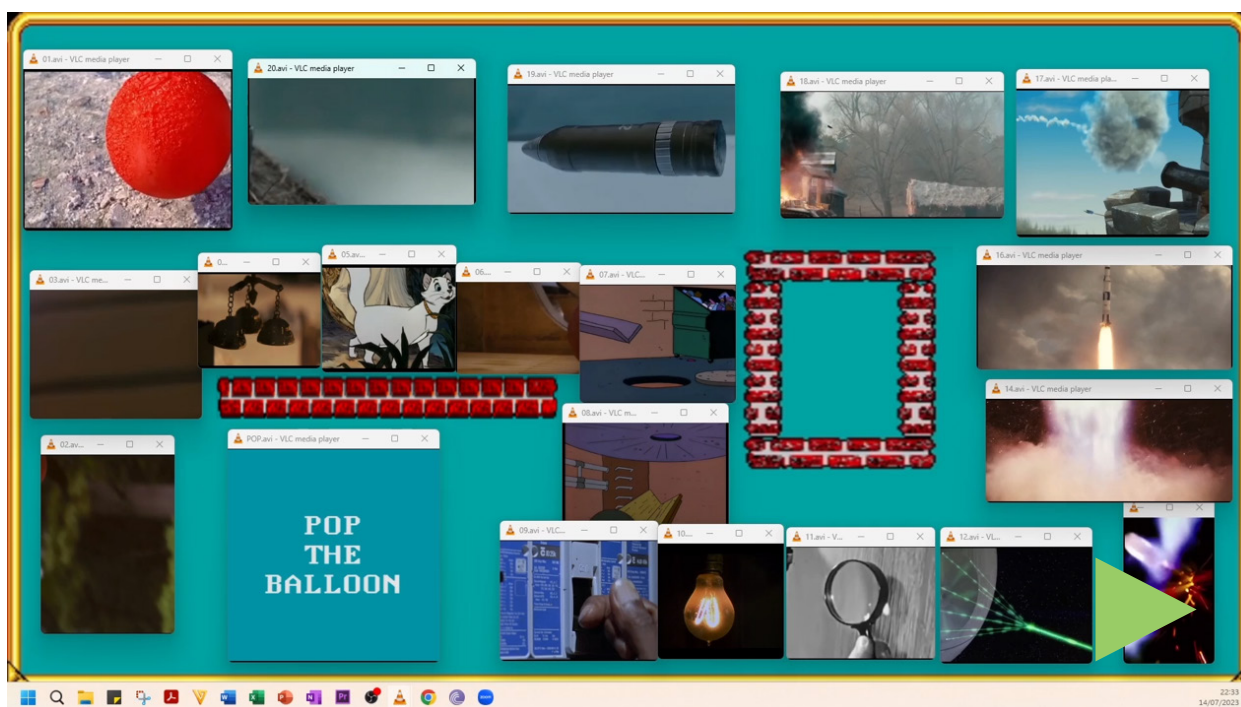 01.avi - VLC media player
20.avi - VLC media player
19.avi - VLC media player
18.avi - VLC media player
17.avi - VLC media pla...
03.avi - VLC me...
0...
05.av...
06...
07.avi - VLC...
16.avi - VLC media player
14.avi - VLC media player
02.av...
POP.avi - VLC media player
08.avi - VLC m...
POP
THE
BALLOON
09.avi - VLC...
10...
11.avi - V...
12.avi - VL...
22:33
14/07/2023